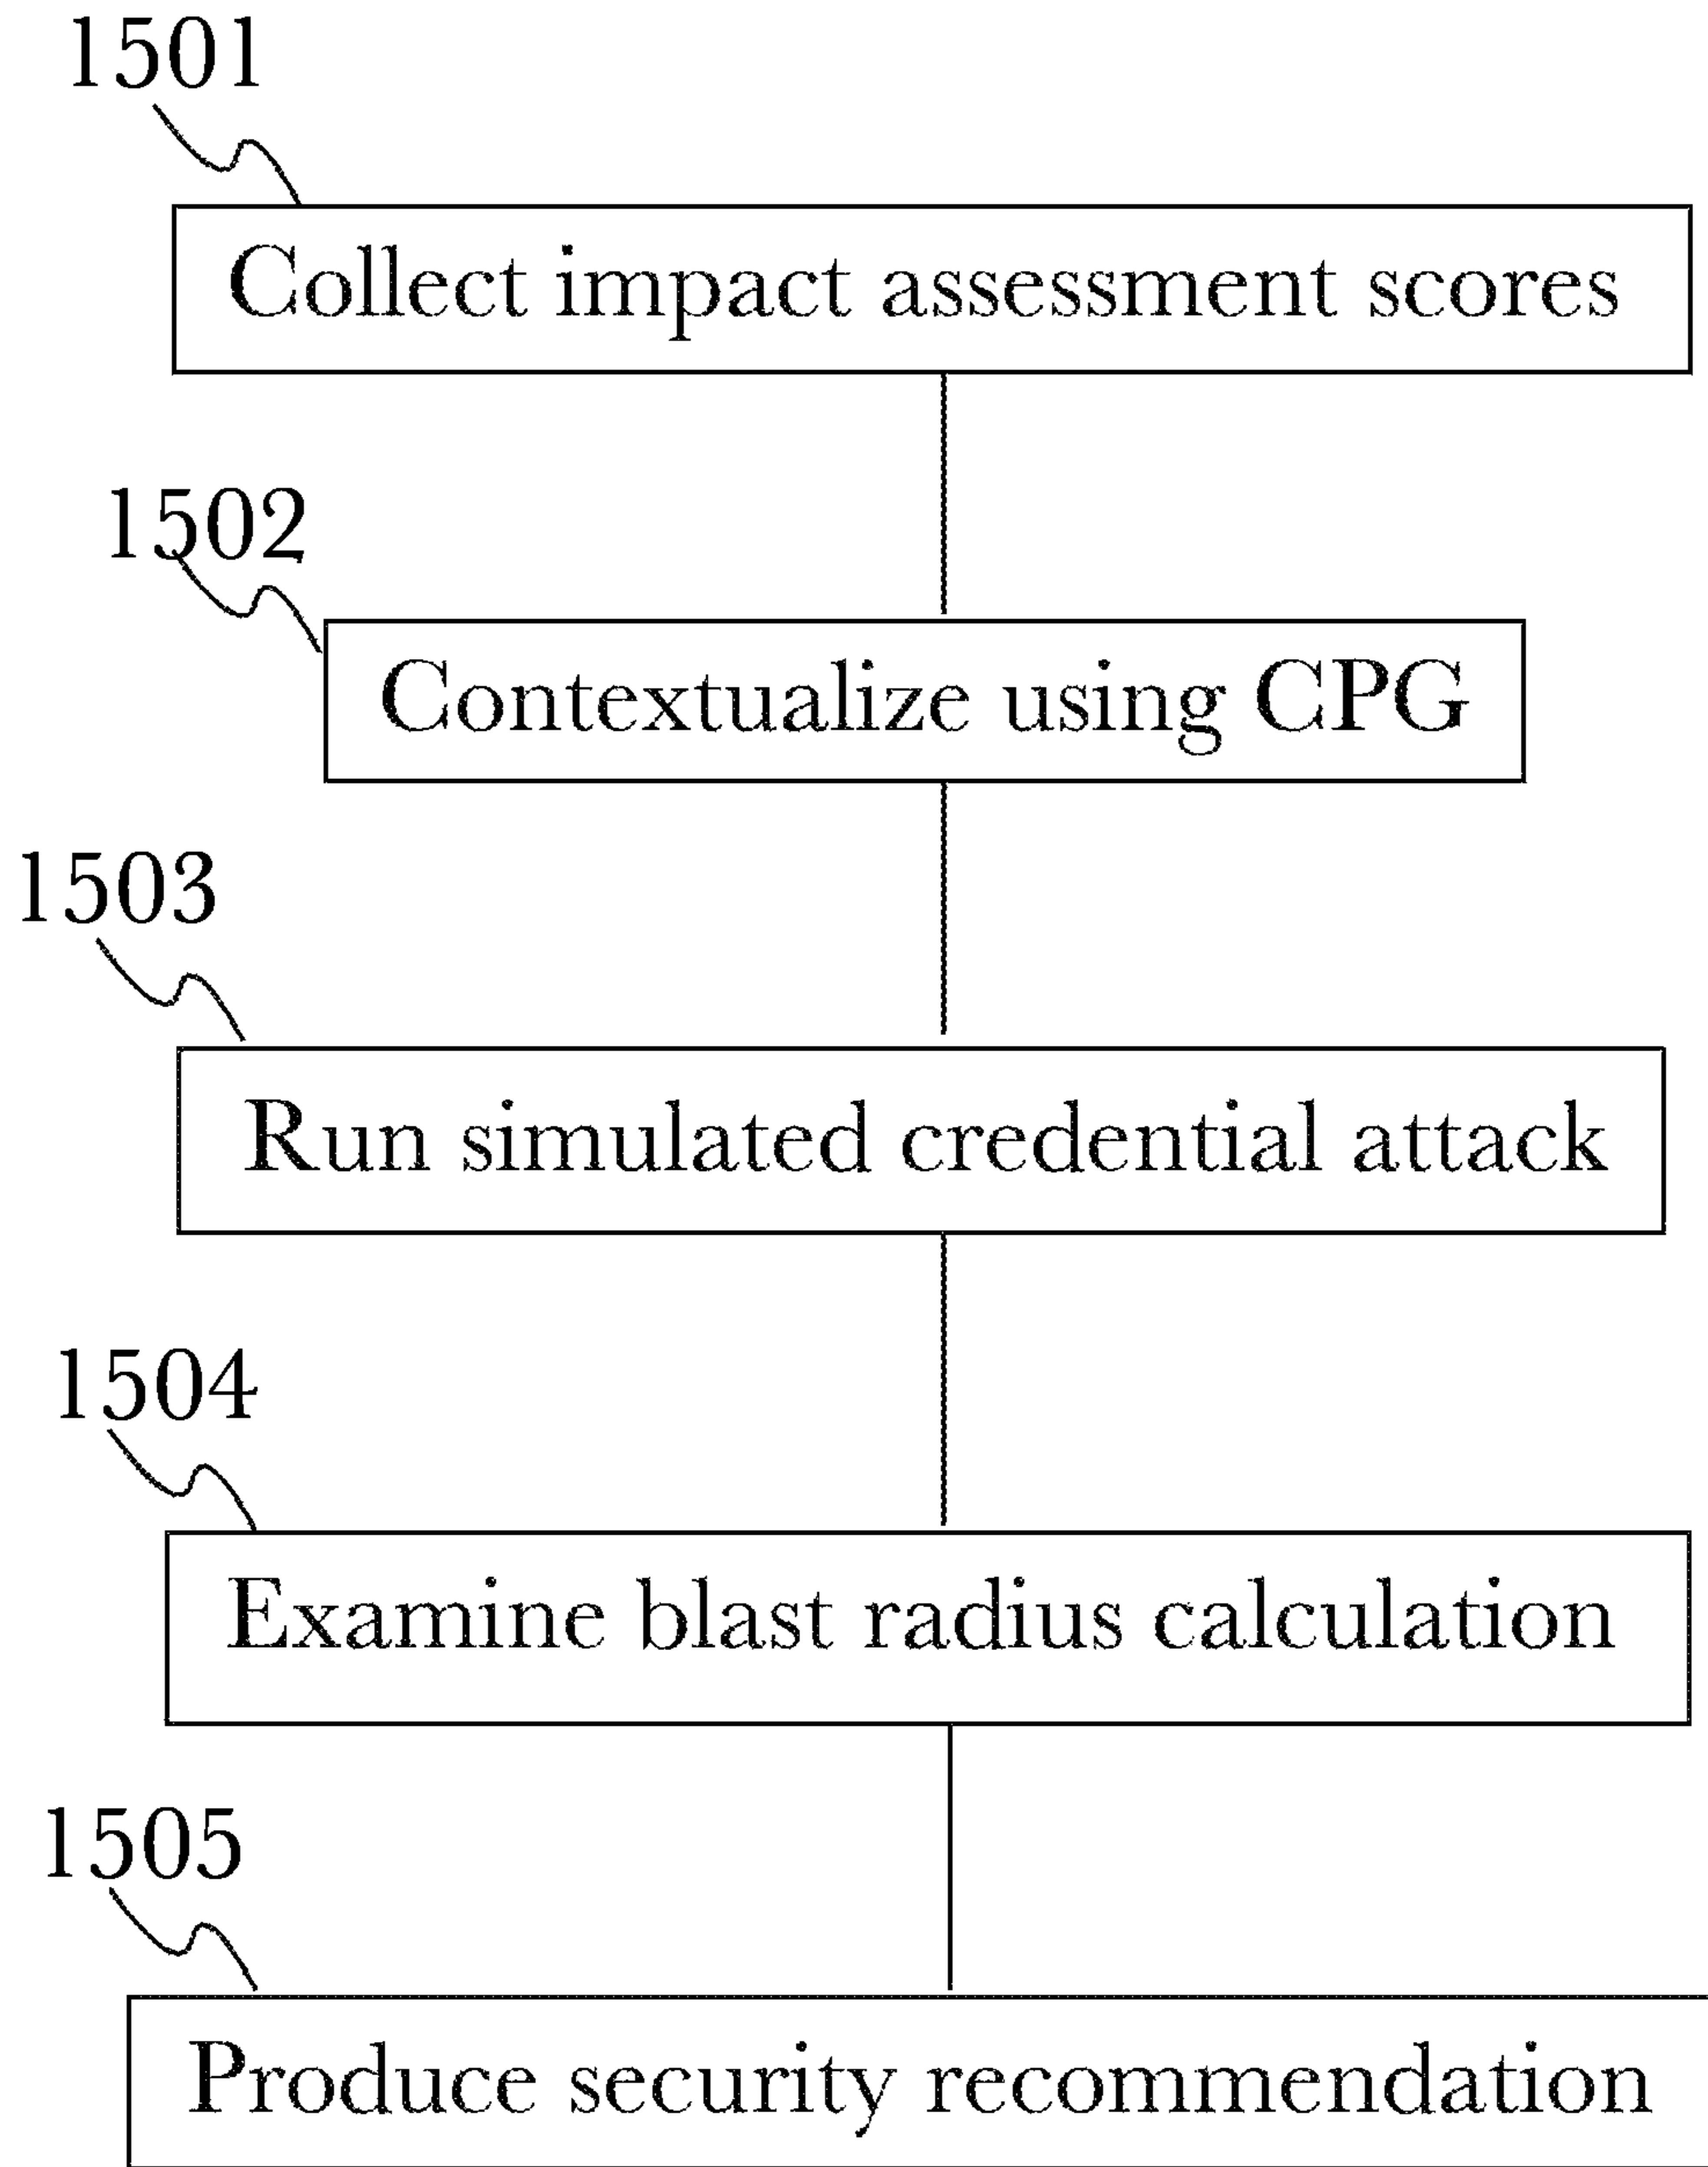 1501
Collect impact assessment scores
1502
Contextualize using CPG
1503
Run simulated credential attack
1504
Examine blast radius calculation
1505
Produce security recommendation